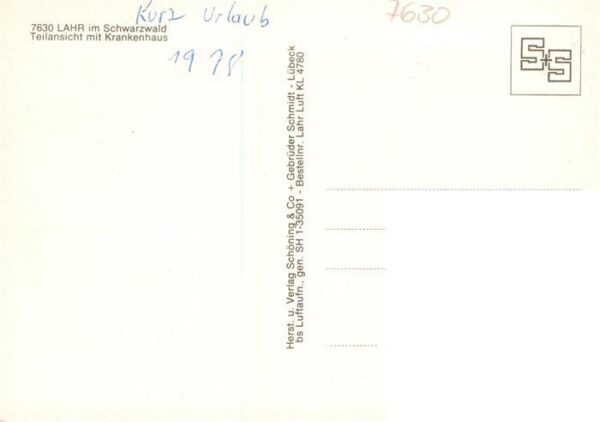 7630 LAHR im Schwarzwald
Teilansicht mit Krankenhaus
Kurz Urlaub
1978
7630
S+S
Herst. u. Verlag Schöning & Co + Gebrüder Schmidt - Lübeck
bs Luftaufn., gen. SH 1-35091 - Bestellnr. Lahr Luft KL 4780